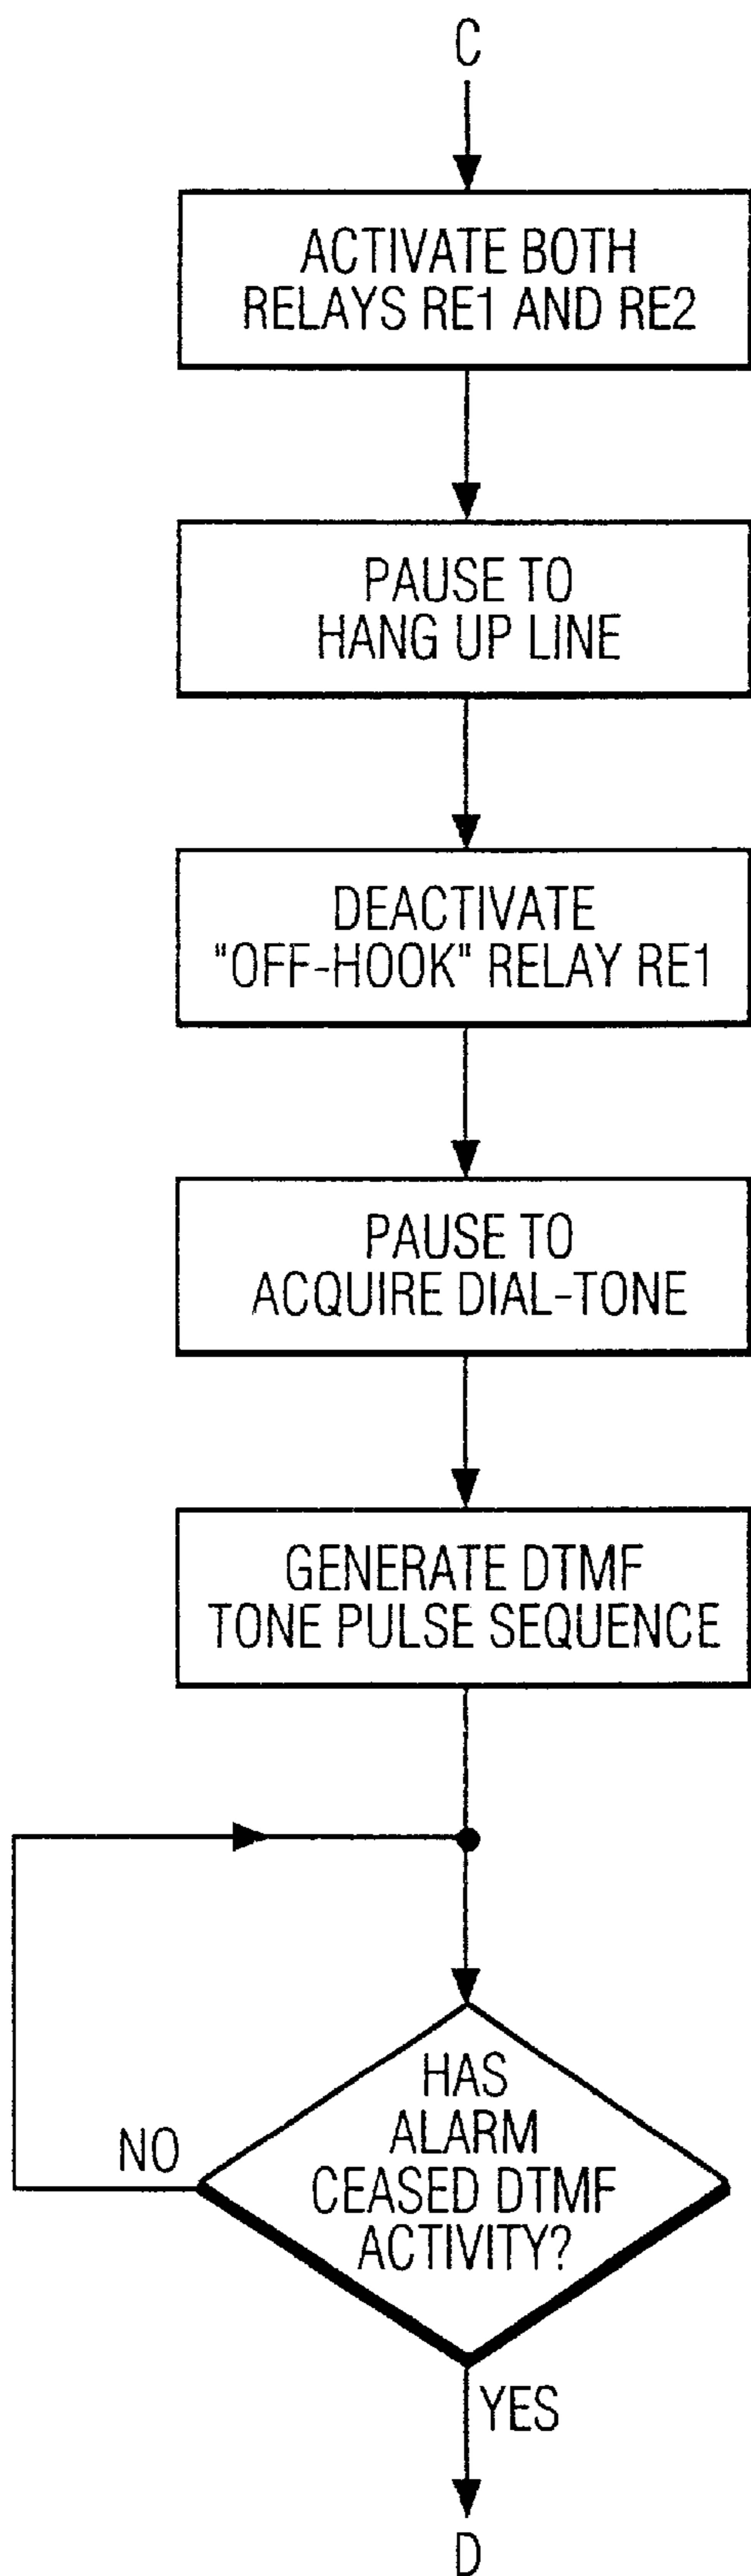 C
ACTIVATE BOTH
RELAYS RE1 AND RE2
PAUSE TO
HANG UP LINE
DEACTIVATE
"OFF-HOOK" RELAY RE1
PAUSE TO
ACQUIRE DIAL-TONE
GENERATE DTMF
TONE PULSE SEQUENCE
HAS
ALARM
CEASED DTMF
ACTIVITY?
NO
YES
D